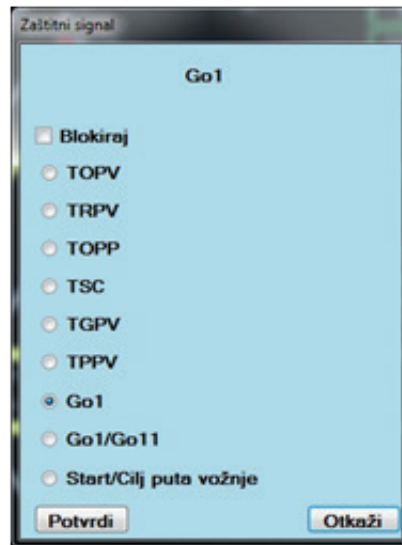 Zaštitni signal
Go1
Blokiraj
TOPV
TRPV
TOPP
TSC
TGPV
TPPV
Go1
Go1/Go11
Start/Cilj puta vožnje
Potvrdi Otkaži